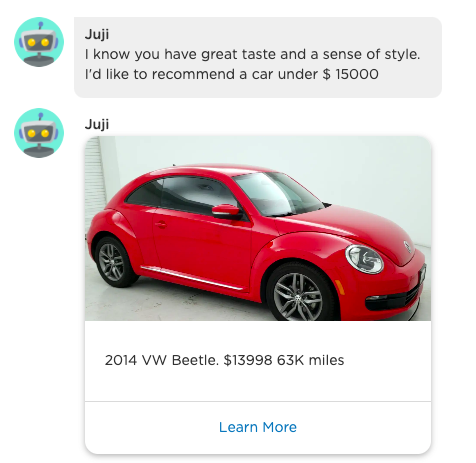 Juji
I know you have great taste and a sense of style.
I'd like to recommend a car under $ 15000
Juji
2014 VW Beetle. $13998 63K miles
Learn More